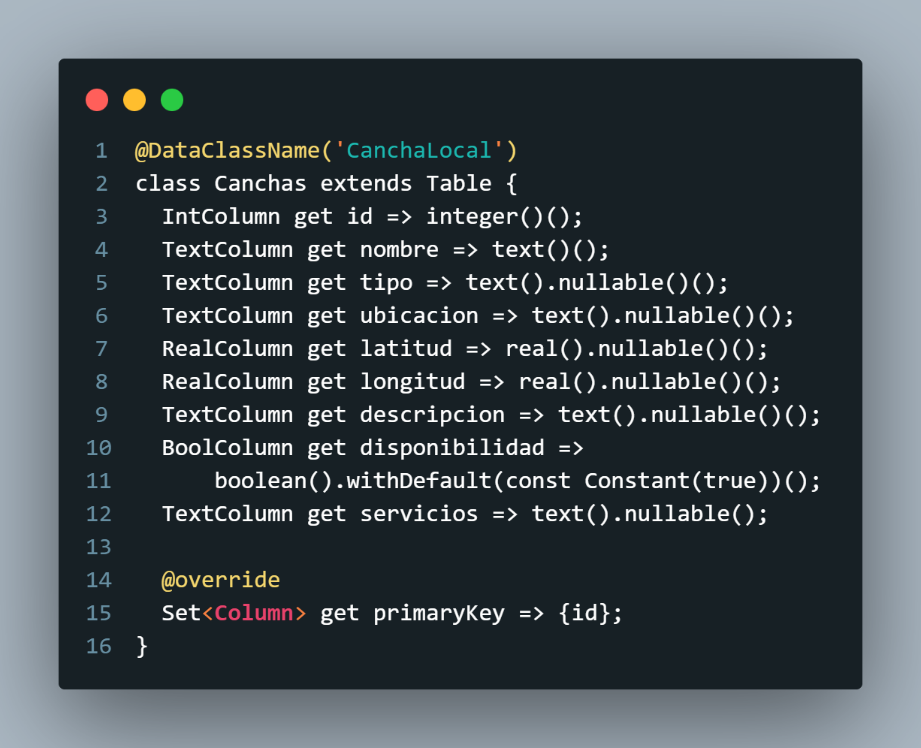 1 @DataClassName('CanchaLocal')
2 class Canchas extends Table {
3   IntColumn get id => integer()();
4   TextColumn get nombre => text()();
5   TextColumn get tipo => text().nullable()();
6   TextColumn get ubicacion => text().nullable()();
7   RealColumn get latitud => real().nullable()();
8   RealColumn get longitud => real().nullable()();
9   TextColumn get descripcion => text().nullable()();
10   BoolColumn get disponibilidad =>
11       boolean().withDefault(const Constant(true))();
12   TextColumn get servicios => text().nullable();
13
14   @override
15   Set<Column> get primaryKey => {id};
16 }